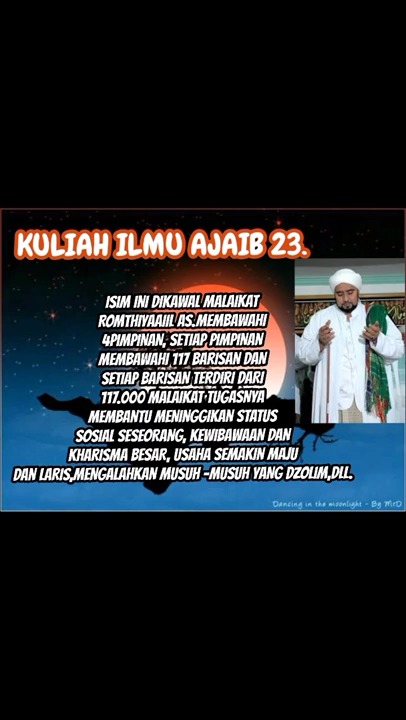 KULIAH ILMU AJAIB 23.
ISIM INI DIKAWAL MALAIKAT
ROMTHIYAAIIL AS.MEMBAWAHI
4PIMPINAN, SETIAP PIMPINAN
MEMBAWAHI 117 BARISAN DAN
SETIAP BARISAN TERDIRI DARI
117.000 MALAIKAT TUGASNYA
MEMBANTU MENINGGIKAN STATUS
SOSIAL SESEORANG, KEWIBAWAAN DAN
KHARISMA BESAR, USAHA SEMAKIN MAJU
DAN LARIS,MENGALAHKAN MUSUH -MUSUH YANG DZOLIM,DLL.
Dancing in the moonlight - By MrO